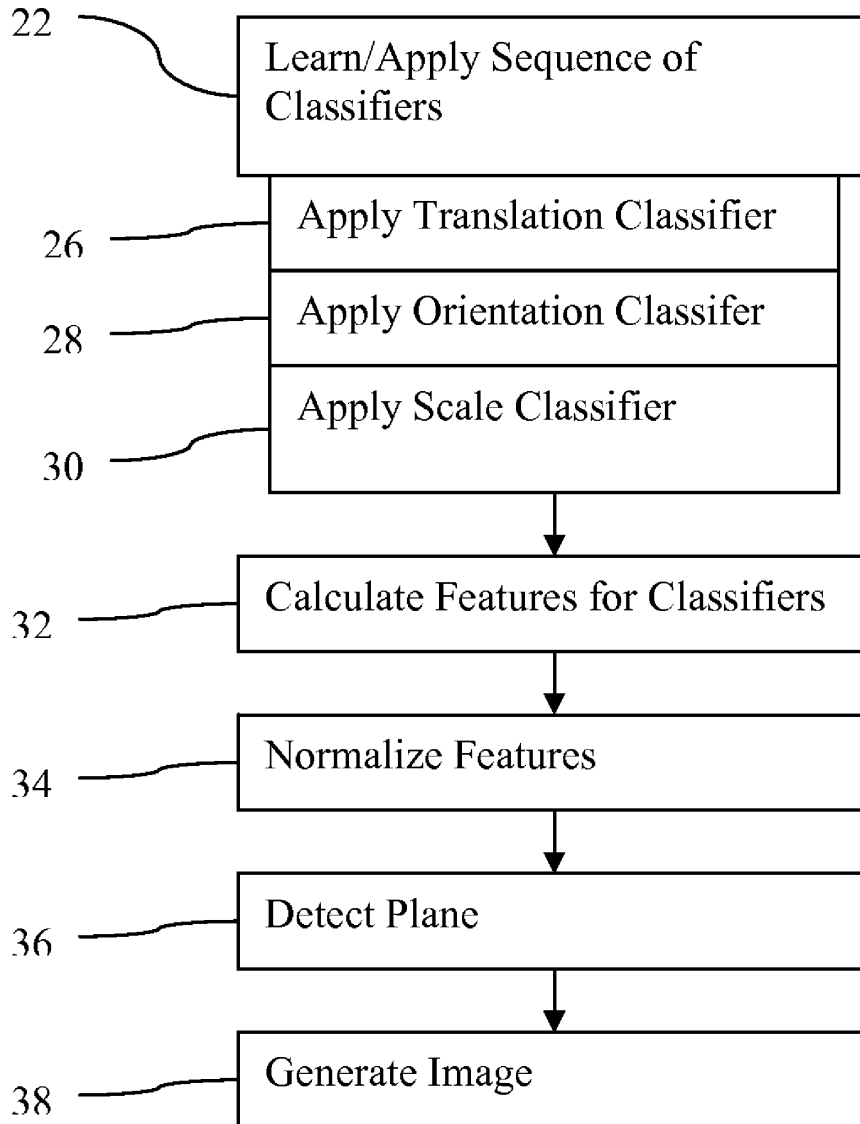 22
Learn/Apply Sequence of
Classifiers
26
Apply Translation Classifier
28
Apply Orientation Classifer
30
Apply Scale Classifier
32
Calculate Features for Classifiers
34
Normalize Features
36
Detect Plane
38
Generate Image